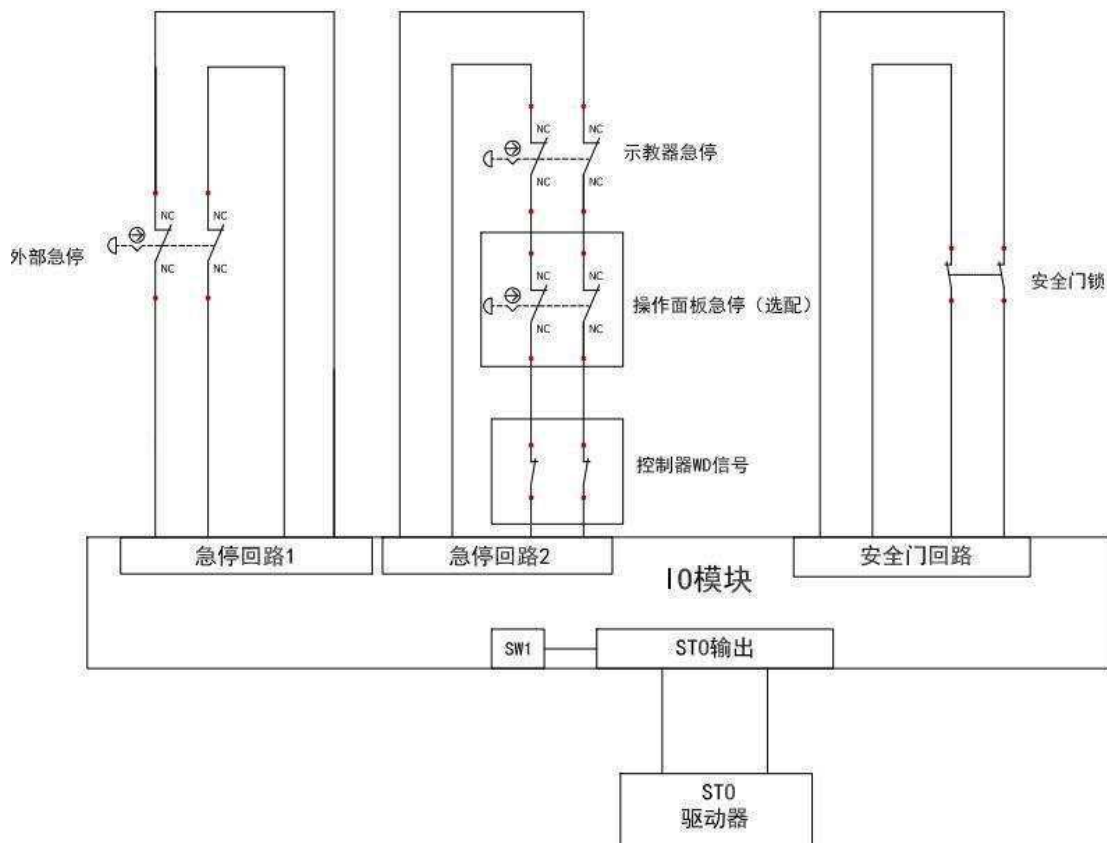 NC
NC
示教器急停
NC
NC
NC
NC
外部急停
NC
NC
NC
NC
操作面板急停（选配）
NC
NC
安全门锁
控制器WD信号
急停回路1
急停回路2
安全门回路
IO模块
SW1
STO输出
STO
驱动器